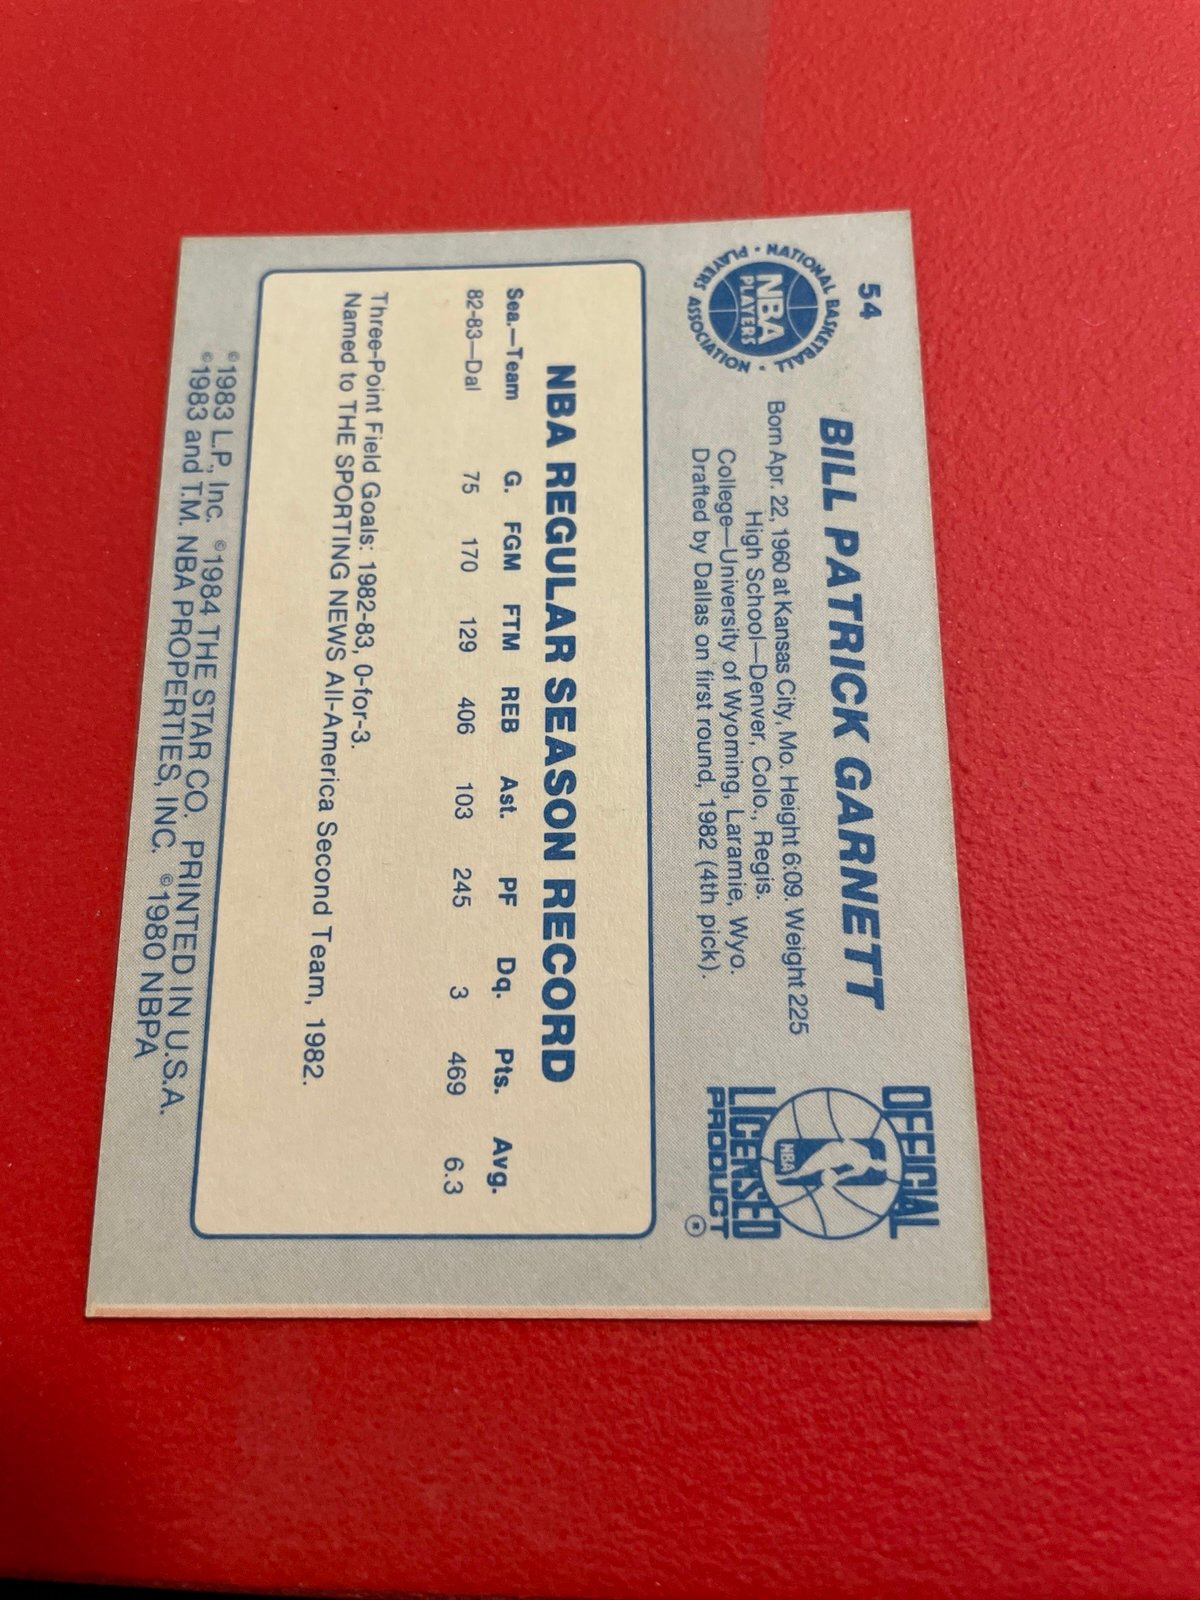 54
NATIONAL BASKETBALL PLAYERS ASSOCIATION
NBA
PLAYERS
BILL PATRICK GARNETT
Born Apr. 22, 1960 at Kansas City, Mo. Height 6:09. Weight 225
High School—Denver, Colo., Regis.
College—University of Wyoming, Laramie, Wyo.
Drafted by Dallas on first round, 1982 (4th pick).
OFFICIAL
NBA
LICENSED
PRODUCT
®
NBA REGULAR SEASON RECORD
Sea.—Team G. FGM FTM REB Ast. PF Dq. Pts. Avg.
82-83—Dal 75 170 129 406 103 245 3 469 6.3
Three-Point Field Goals: 1982-83, 0-for-3.
Named to THE SPORTING NEWS All-America Second Team, 1982.
©1983 L.P., Inc. ©1984 THE STAR CO. PRINTED IN U.S.A.
©1983 and T.M. NBA PROPERTIES, INC. ©1980 NBPA